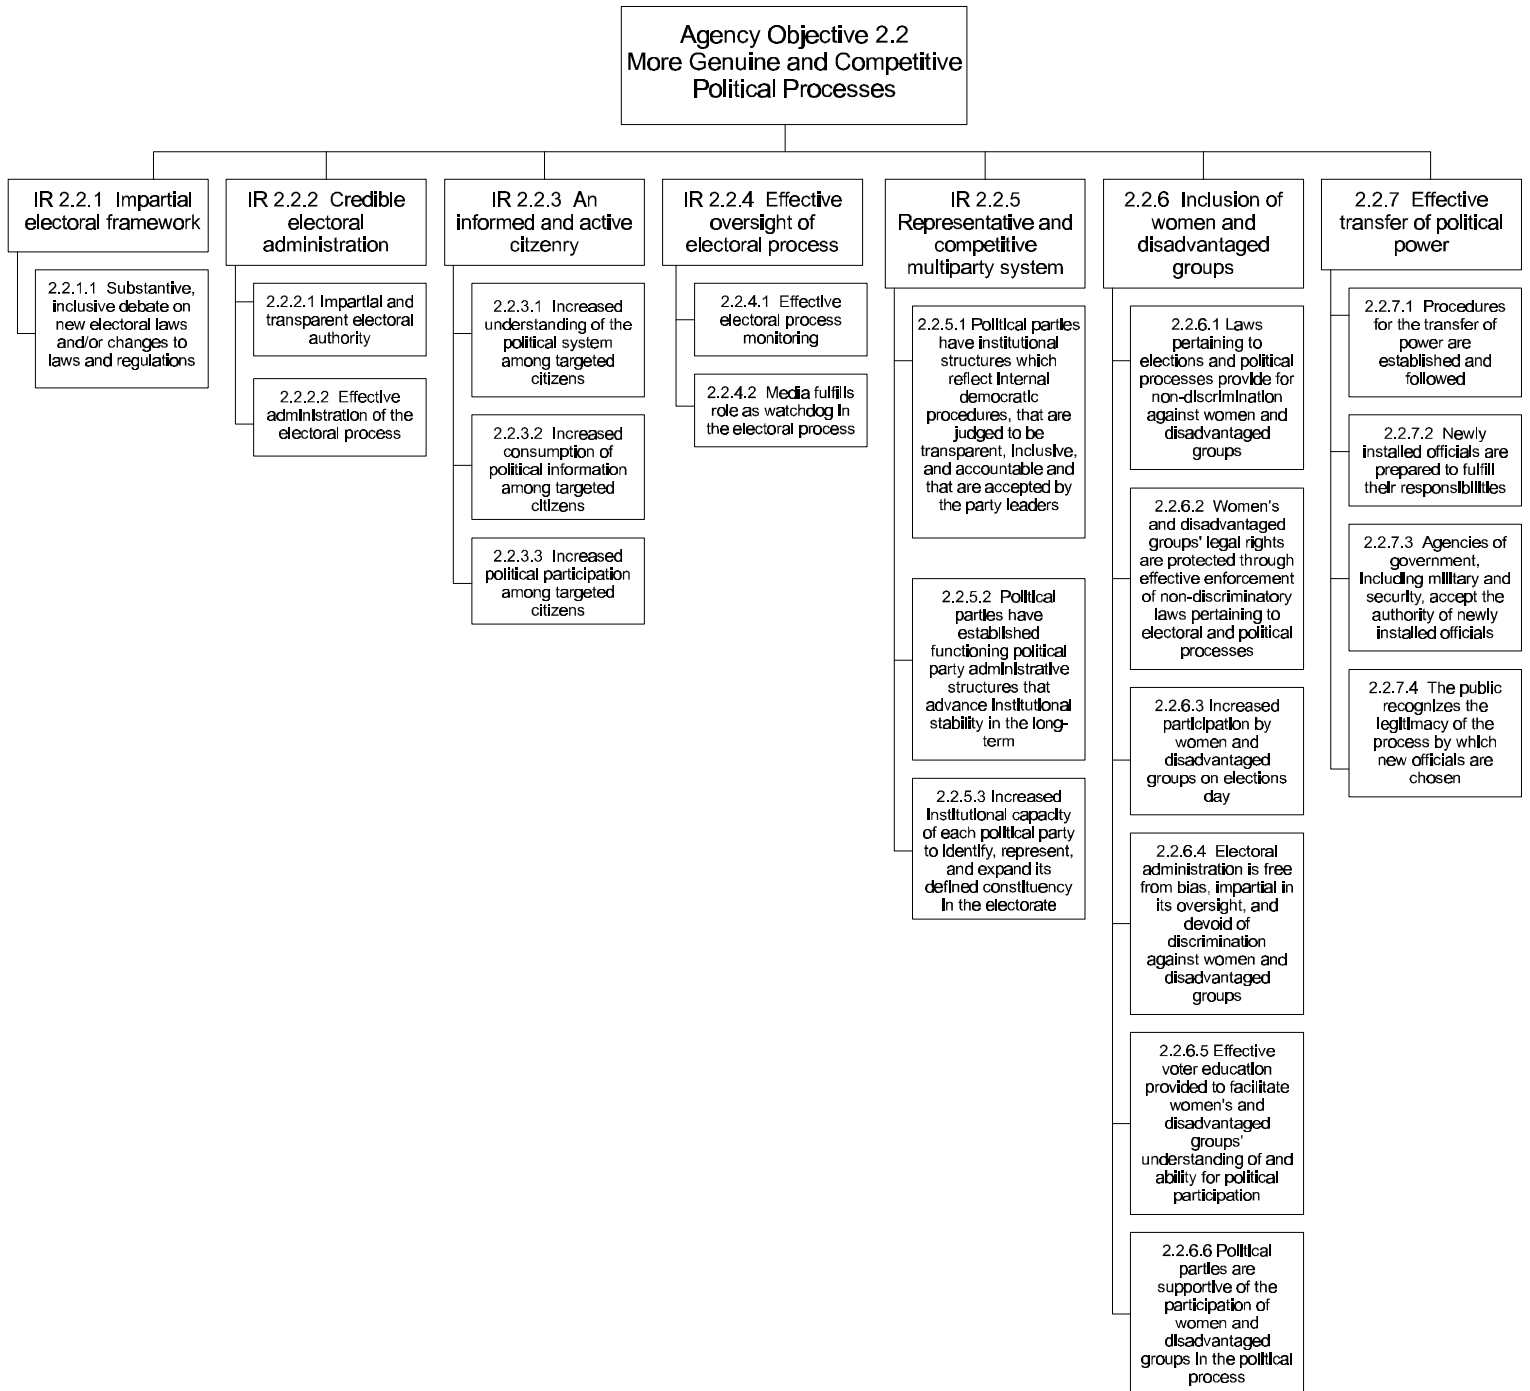 Agency Objective 2.2
More Genuine and Competitive
Political Processes
IR 2.2.1 Impartial
electoral framework
2.2.1.1 Substantive,
inclusive debate on
new electoral laws
and/or changes to
laws and regulations
IR 2.2.2 Credible
electoral
administration
2.2.2.1 Impartial and
transparent electoral
authority
2.2.2.2 Effective
administration of the
electoral process
IR 2.2.3 An
informed and active
citzenry
2.2.3.1 Increased
understanding of the
political system
among targeted
citizens
2.2.3.2 Increased
consumption of
political information
among targeted
citizens
2.2.3.3 Increased
political participation
among targeted
citizens
IR 2.2.4 Effective
oversight of
electoral process
2.2.4.1 Effective
electoral process
monitoring
2.2.4.2 Media fulfills
role as watchdog in
the electoral process
IR 2.2.5
Representative and
competitive
multiparty system
2.2.5.1 Political parties
have institutional
structures which
reflect internal
democratic
procedures, that are
judged to be
transparent, inclusive,
and accountable and
that are accepted by
the party leaders
2.2.5.2 Political
parties have
established
functioning political
party administrative
structures that
advance institutional
stability in the long-
term
2.2.5.3 Increased
institutional capacity
of each political party
to identify, represent,
and expand its
defined constituency
in the electorate
2.2.6 Inclusion of
women and
disadvantaged
groups
2.2.6.1 Laws
pertaining to
elections and political
processes provide for
non-discrimination
against women and
disadvantaged
groups
2.2.6.2 Women's
and disadvantaged
groups' legal rights
are protected through
effective enforcement
of non-discriminatory
laws pertaining to
electoral and political
processes
2.2.6.3 Increased
participation by
women and
disadvantaged
groups on elections
day
2.2.6.4 Electoral
administration is free
from bias, impartial in
its oversight, and
devoid of
discrimination
against women and
disadvantaged
groups
2.2.6.5 Effective
voter education
provided to facilitate
women's and
disadvantaged
groups'
understanding of and
ability for political
participation
2.2.6.6 Political
parties are
supportive of the
participation of
women and
disadvantaged
groups in the political
process
2.2.7 Effective
transfer of political
power
2.2.7.1 Procedures
for the transfer of
power are
established and
followed
2.2.7.2 Newly
installed officials are
prepared to fulfill
their responsibilities
2.2.7.3 Agencies of
government,
including military and
security, accept the
authority of newly
installed officials
2.2.7.4 The public
recognizes the
legitimacy of the
process by which
new officials are
chosen